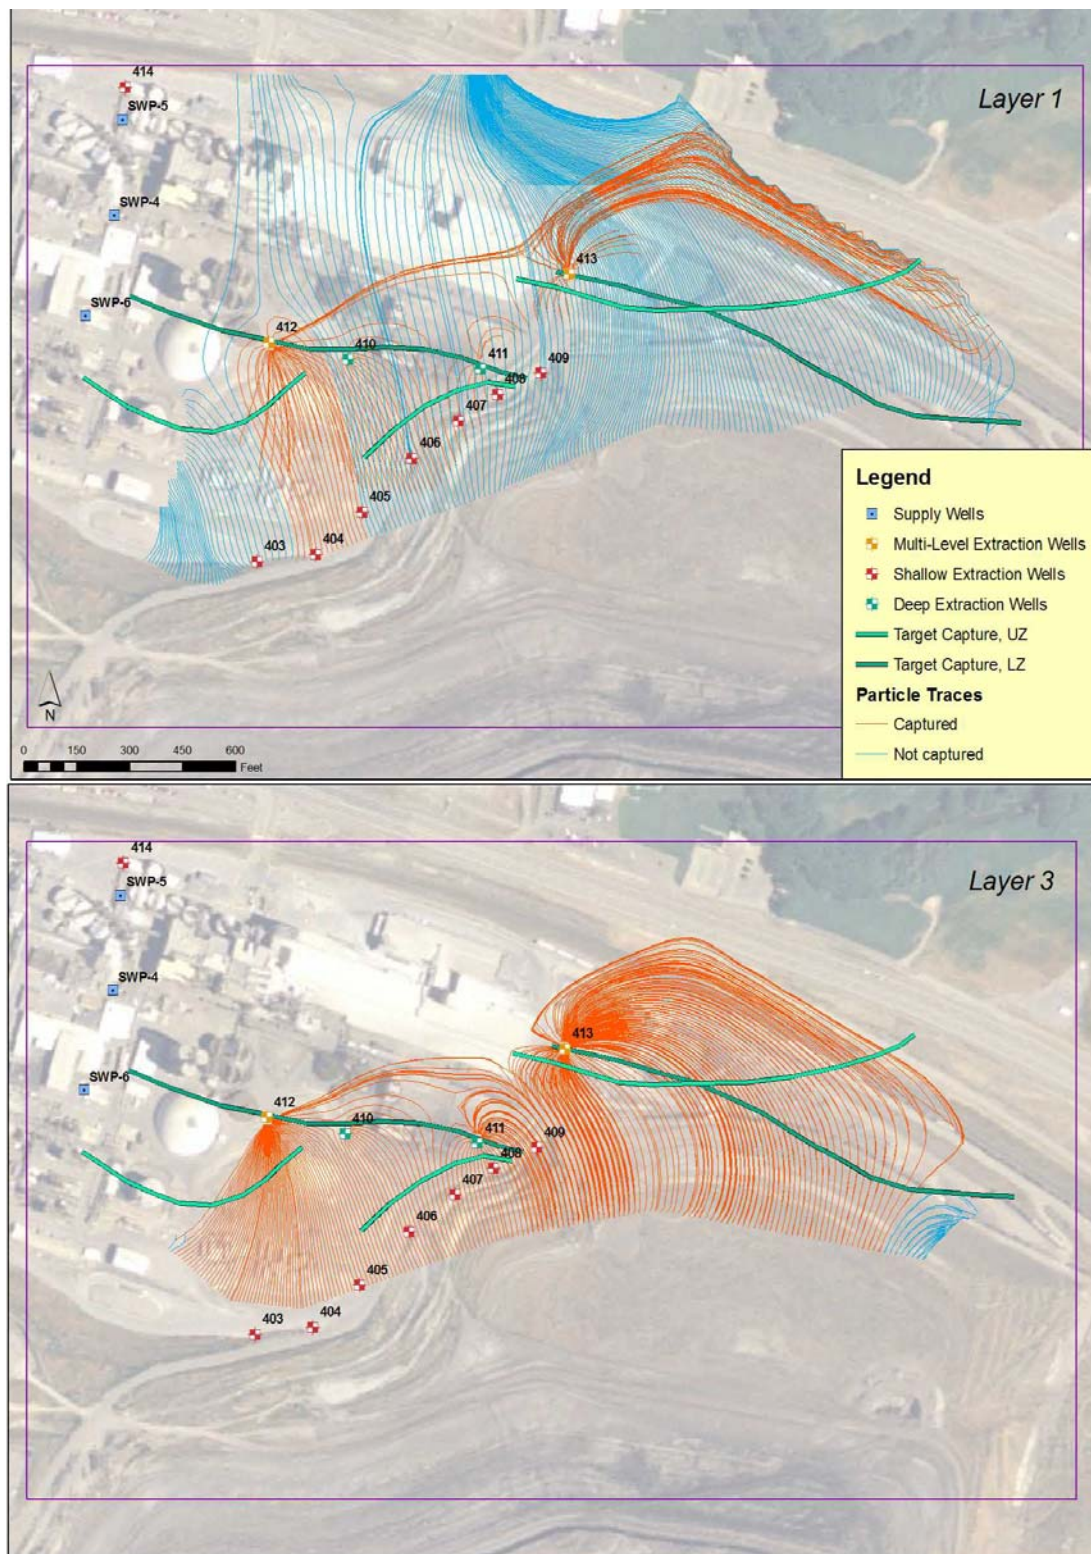 Layer 1
414
SWP-5
SWP-4
SWP-6
412
410
411
413
409
408
407
406
405
404
403
N
0 150 300 450 600
Feet
Legend
Supply Wells
Multi-Level Extraction Wells
Shallow Extraction Wells
Deep Extraction Wells
Target Capture, UZ
Target Capture, LZ
Particle Traces
Captured
Not captured
Layer 3
414
SWP-5
SWP-4
SWP-6
413
412
410
411
409
408
407
406
405
404
403